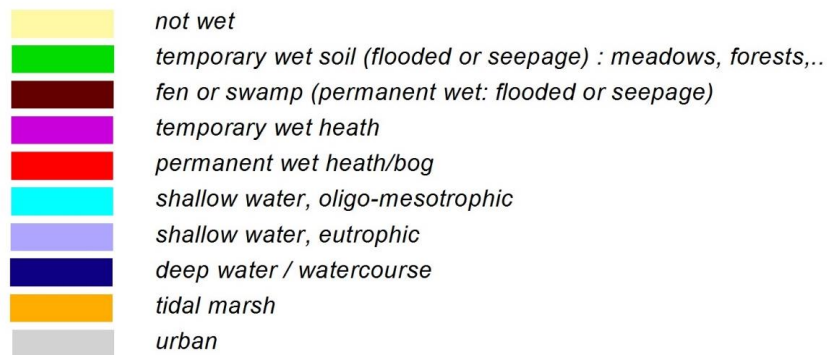 not wet
temporary wet soil (flooded or seepage) : meadows, forests,..
fen or swamp (permanent wet: flooded or seepage)
temporary wet heath
permanent wet heath/bog
shallow water, oligo-mesotrophic
shallow water, eutrophic
deep water / watercourse
tidal marsh
urban